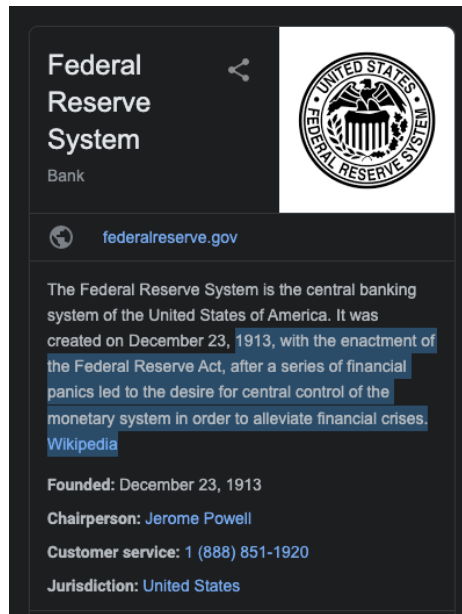 Federal
Reserve
System
Bank
UNITED STATES
FEDERAL RESERVE SYSTEM
federalreserve.gov
The Federal Reserve System is the central banking
system of the United States of America. It was
created on December 23, 1913, with the enactment of
the Federal Reserve Act, after a series of financial
panics led to the desire for central control of the
monetary system in order to alleviate financial crises.
Wikipedia
Founded: December 23, 1913
Chairperson: Jerome Powell
Customer service: 1 (888) 851-1920
Jurisdiction: United States